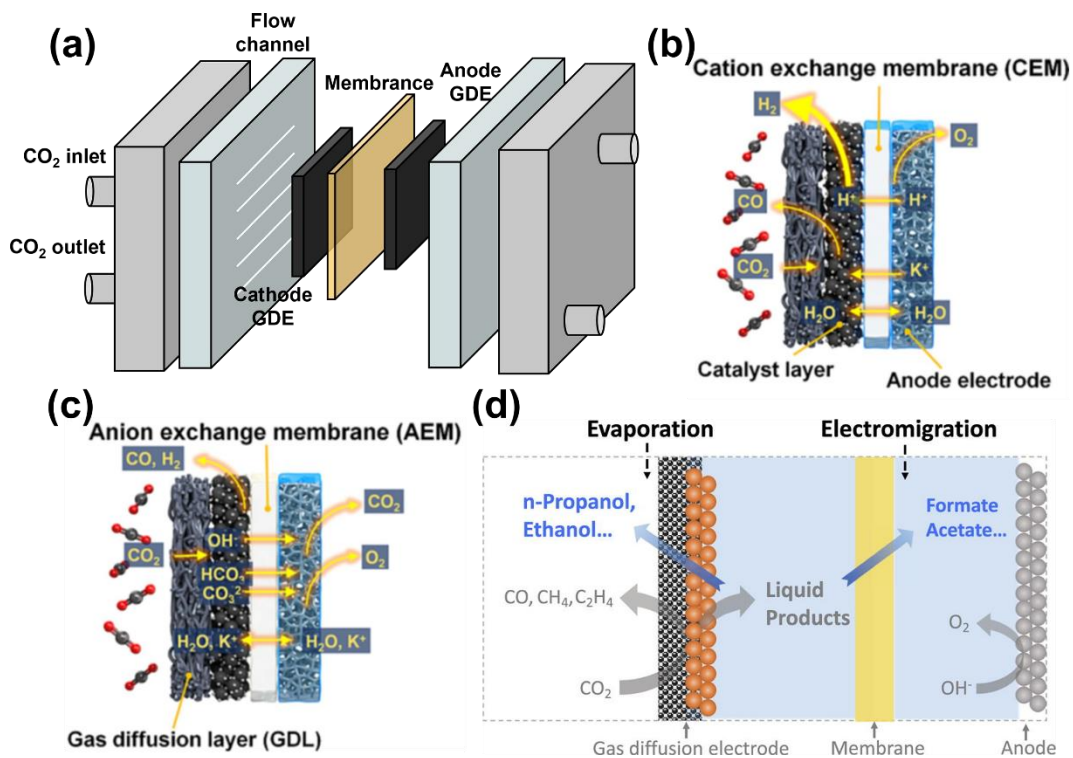 (a)
Flow
channel
Membrance
Anode
GDE
CO₂ inlet
CO₂ outlet
Cathode
GDE
(b)
Cation exchange membrane (CEM)
H₂
O₂
CO
H⁺
H⁺
CO₂
K⁺
H₂O
H₂O
Catalyst layer
Anode electrode
(c)
Anion exchange membrane (AEM)
CO, H₂
CO₂
OH
CO₂
O₂
HCO₃
CO₃²
H₂O, K⁺
H₂O, K⁺
Gas diffusion layer (GDL)
(d)
Evaporation
Electromigration
n-Propanol,
Ethanol...
Formate
Acetate...
CO, CH₄, C₂H₄
Liquid
Products
O₂
CO₂
OH⁻
Gas diffusion electrode
Membrane
Anode